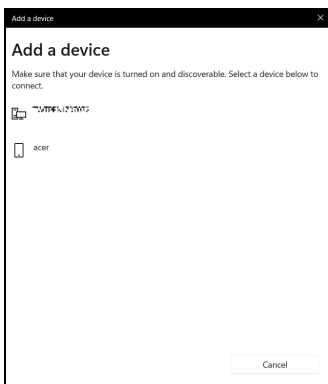 Add a device
Add a device
Make sure that your device is turned on and discoverable. Select a device below to
connect.
acer
Cancel